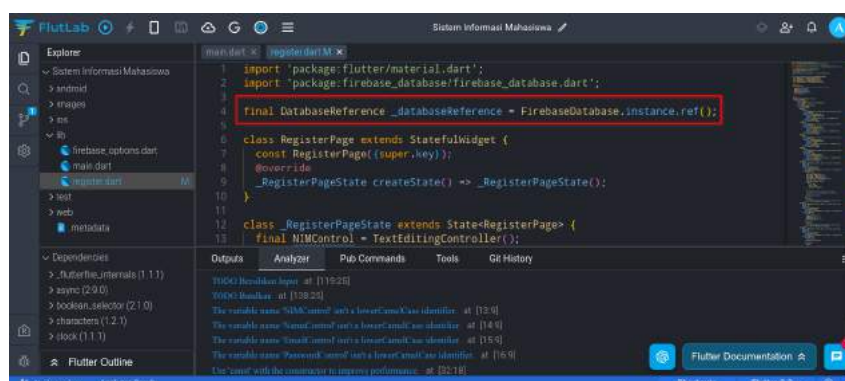 FlutLab
Sistem Informasi Mahasiswa
Explorer
main.dart
register.dart M
Sistem Informasi Mahasiswa
android
images
ios
lib
firebase_options.dart
main.dart
register.dart M
test
web
.metadata
1 import 'package:flutter/material.dart';
2 import 'package:firebase_database/firebase_database.dart';
3
4 final DatabaseReference _databaseReference = FirebaseDatabase.instance.ref();
5
6 class RegisterPage extends StatefulWidget {
7 const RegisterPage({super.key});
8 @override
9 _RegisterPageState createState() => _RegisterPageState();
10 }
11
12 class _RegisterPageState extends State<RegisterPage> {
13 final NIMControl = TextEditingController();
Dependencies
_flutterfire_internals (1.1.1)
async (2.9.0)
boolean_selector (2.1.0)
characters (1.2.1)
clock (1.1.1)
Flutter Outline
Outputs Analyzer Pub Commands Tools Git History
TODO Bersihkan Input at [119:25]
TODO Batalkan at [138:25]
The variable name 'NIMControl' isn't a lowerCamelCase identifier. at [13:9]
The variable name 'NamaControl' isn't a lowerCamelCase identifier. at [14:9]
The variable name 'EmailControl' isn't a lowerCamelCase identifier. at [15:9]
The variable name 'PasswordControl' isn't a lowerCamelCase identifier. at [16:9]
Use 'const' with the constructor to improve performance. at [32:18]
Flutter Documentation